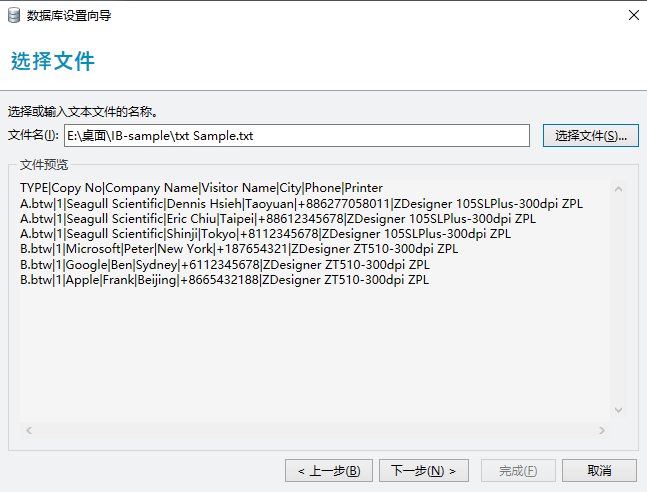 数据库设置向导
选择文件
选择或输入文本文件的名称。
文件名(I): E:\桌面\IB-sample\txt Sample.txt 选择文件(S)...
文件预览
TYPE|Copy No|Company Name|Visitor Name|City|Phone|Printer
A.btw|1|Seagull Scientific|Dennis Hsieh|Taoyuan|+886277058011|ZDesigner 105SLPlus-300dpi ZPL
A.btw|1|Seagull Scientific|Eric Chiu|Taipei|+88612345678|ZDesigner 105SLPlus-300dpi ZPL
A.btw|1|Seagull Scientific|Shinji|Tokyo|+8112345678|ZDesigner 105SLPlus-300dpi ZPL
B.btw|1|Microsoft|Peter|New York|+187654321|ZDesigner ZT510-300dpi ZPL
B.btw|1|Google|Ben|Sydney|+6112345678|ZDesigner ZT510-300dpi ZPL
B.btw|1|Apple|Frank|Beijing|+8665432188|ZDesigner ZT510-300dpi ZPL
< 上一步(B) 下一步(N) > 完成(F) 取消